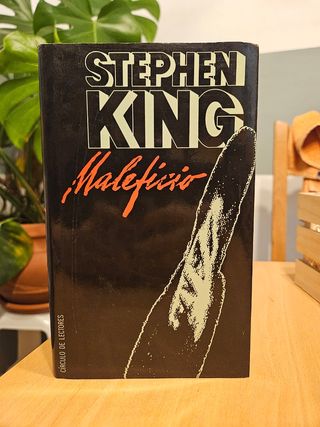 STEPHEN
KING
Maleficio
CÍRCULO DE LECTORES